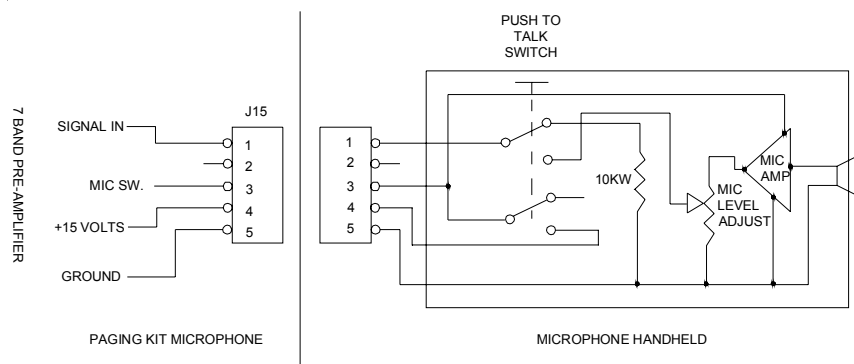 PUSH TO
TALK
SWITCH
7 BAND PRE-AMPLIFIER
J15
SIGNAL IN
MIC SW.
+15 VOLTS
GROUND
1
2
3
4
5
1
2
3
4
5
10KW
MIC
AMP
MIC
LEVEL
ADJUST
PAGING KIT MICROPHONE
MICROPHONE HANDHELD